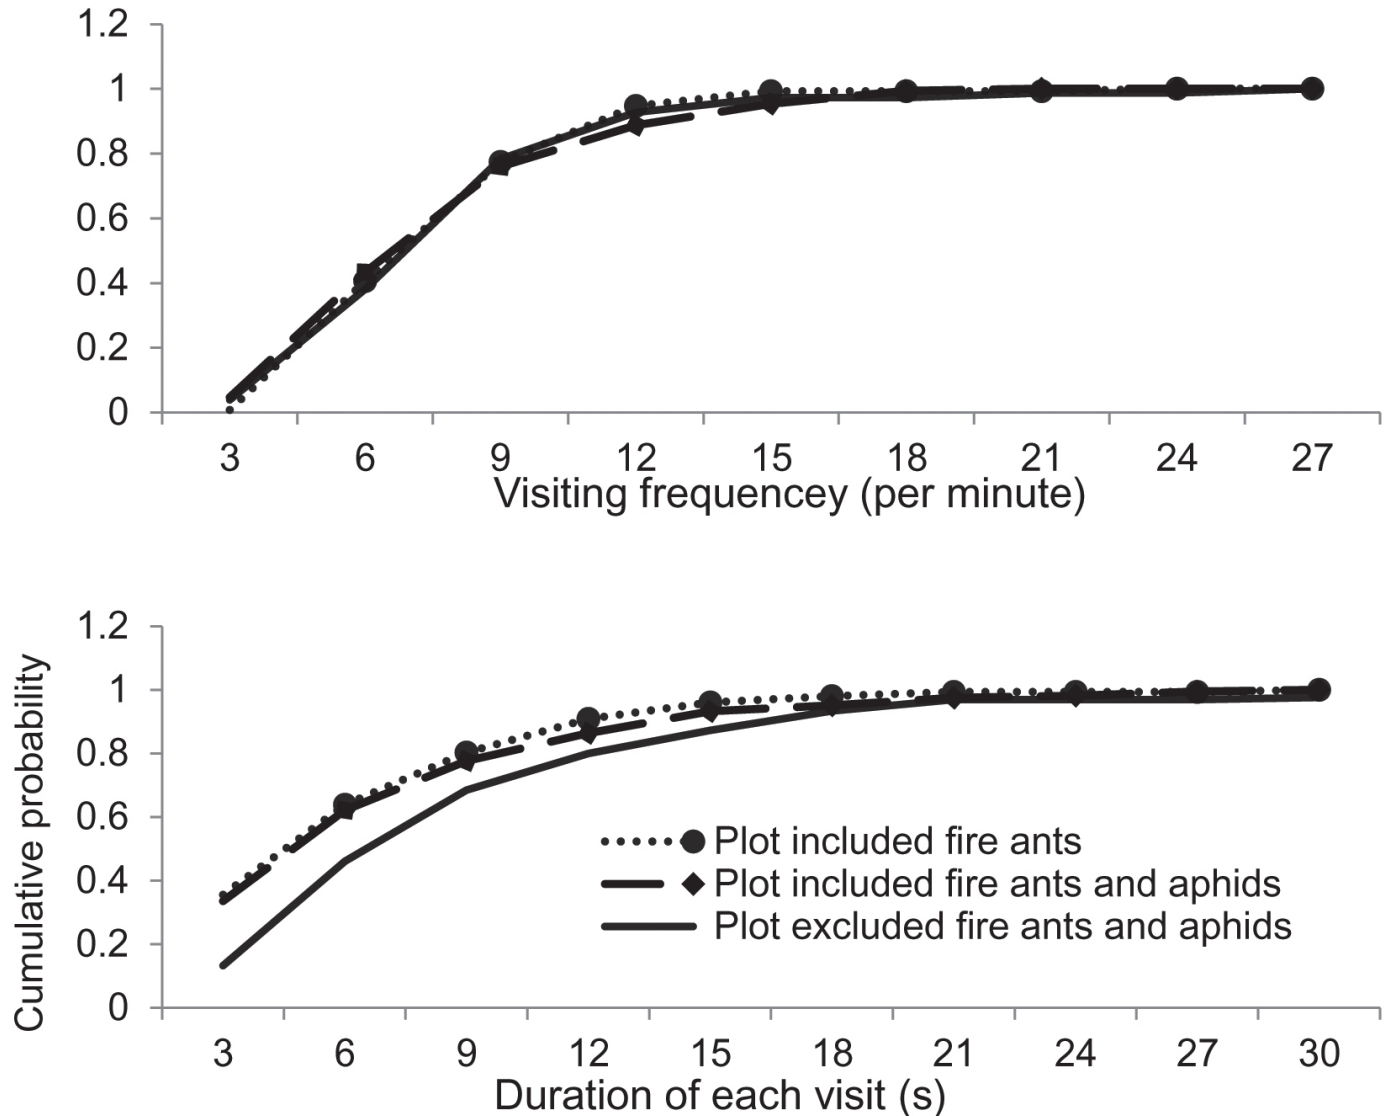 1.2
1
0.8
0.6
0.4
0.2
0
3 6 9 12 15 18 21 24 27
Visiting frequencey (per minute)
Cumulative probability
1.2
1
0.8
0.6
0.4
0.2
0
Plot included fire ants
Plot included fire ants and aphids
Plot excluded fire ants and aphids
3 6 9 12 15 18 21 24 27 30
Duration of each visit (s)